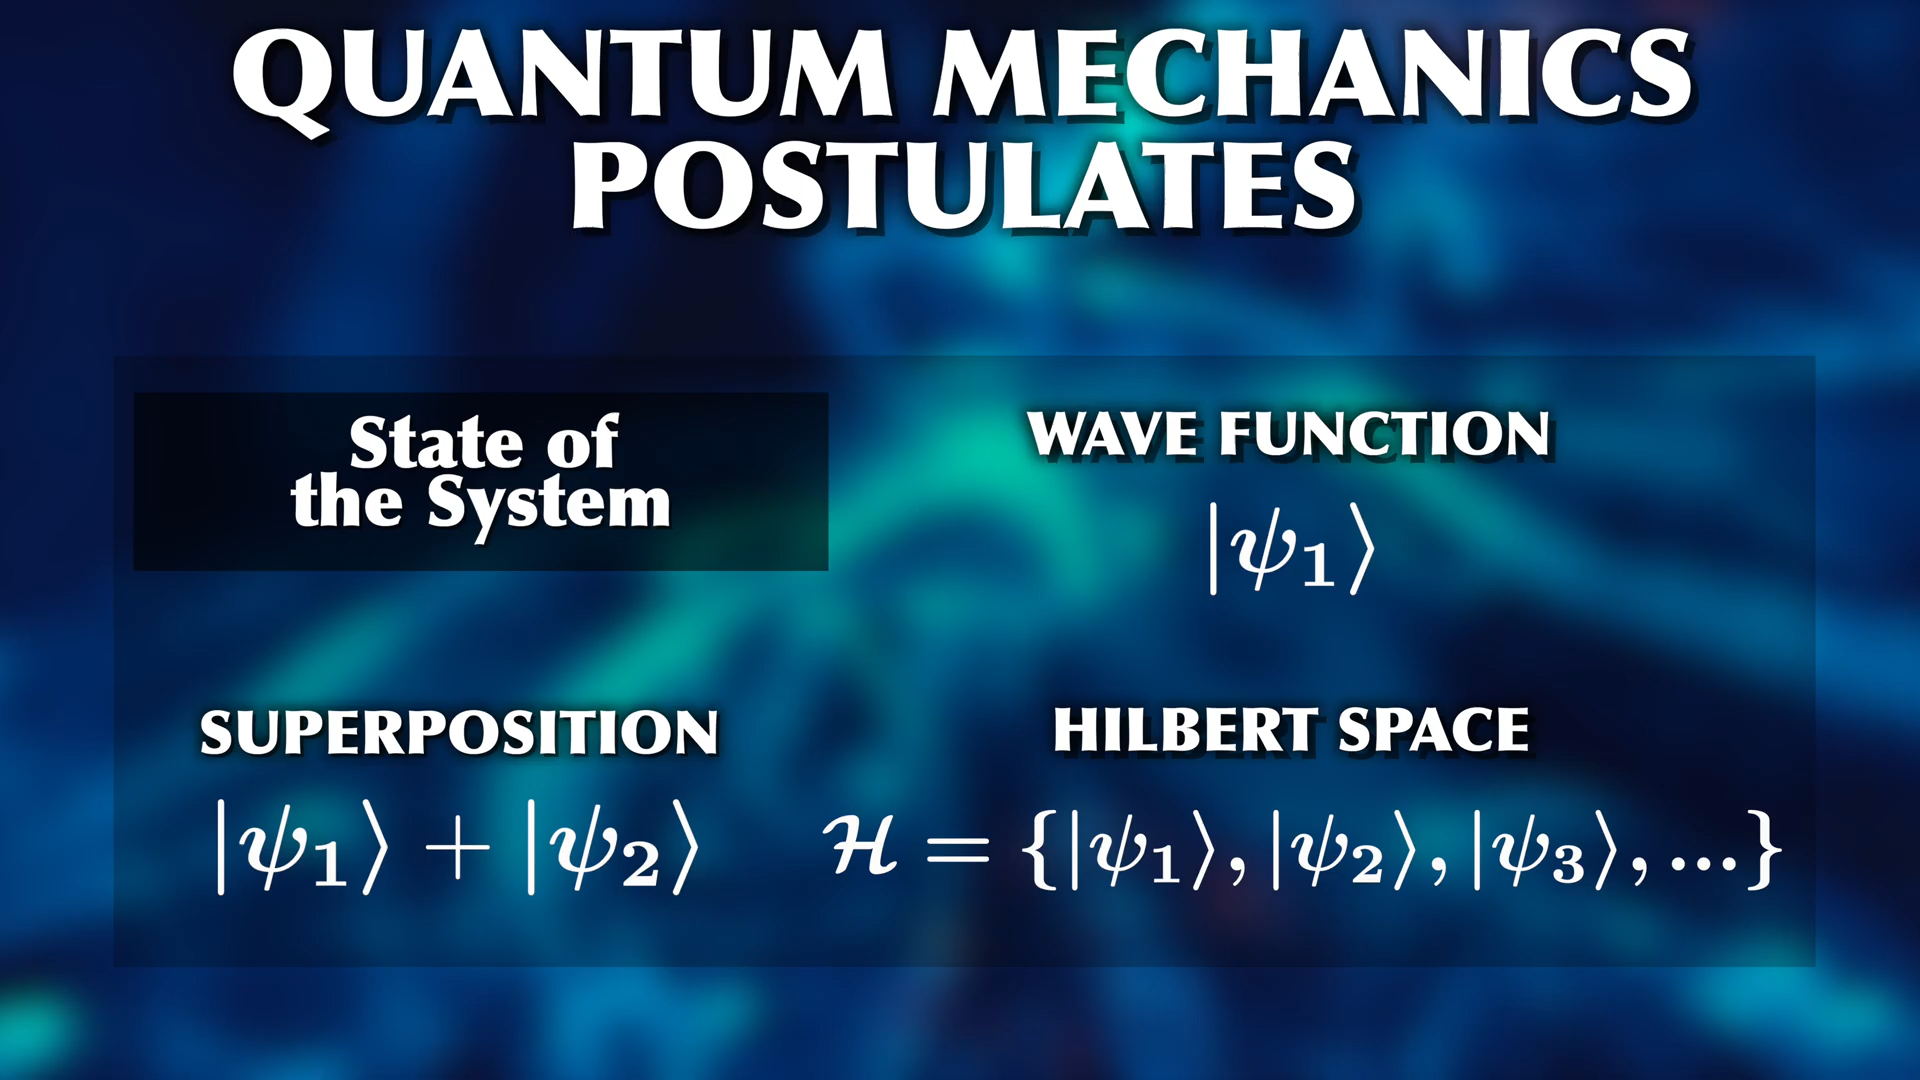 QUANTUM MECHANICS
POSTULATES
State of
the System
WAVE FUNCTION
|ψ₁⟩
SUPERPOSITION
|ψ₁⟩ + |ψ₂⟩
HILBERT SPACE
ℋ = {|ψ₁⟩, |ψ₂⟩, |ψ₃⟩, ...}